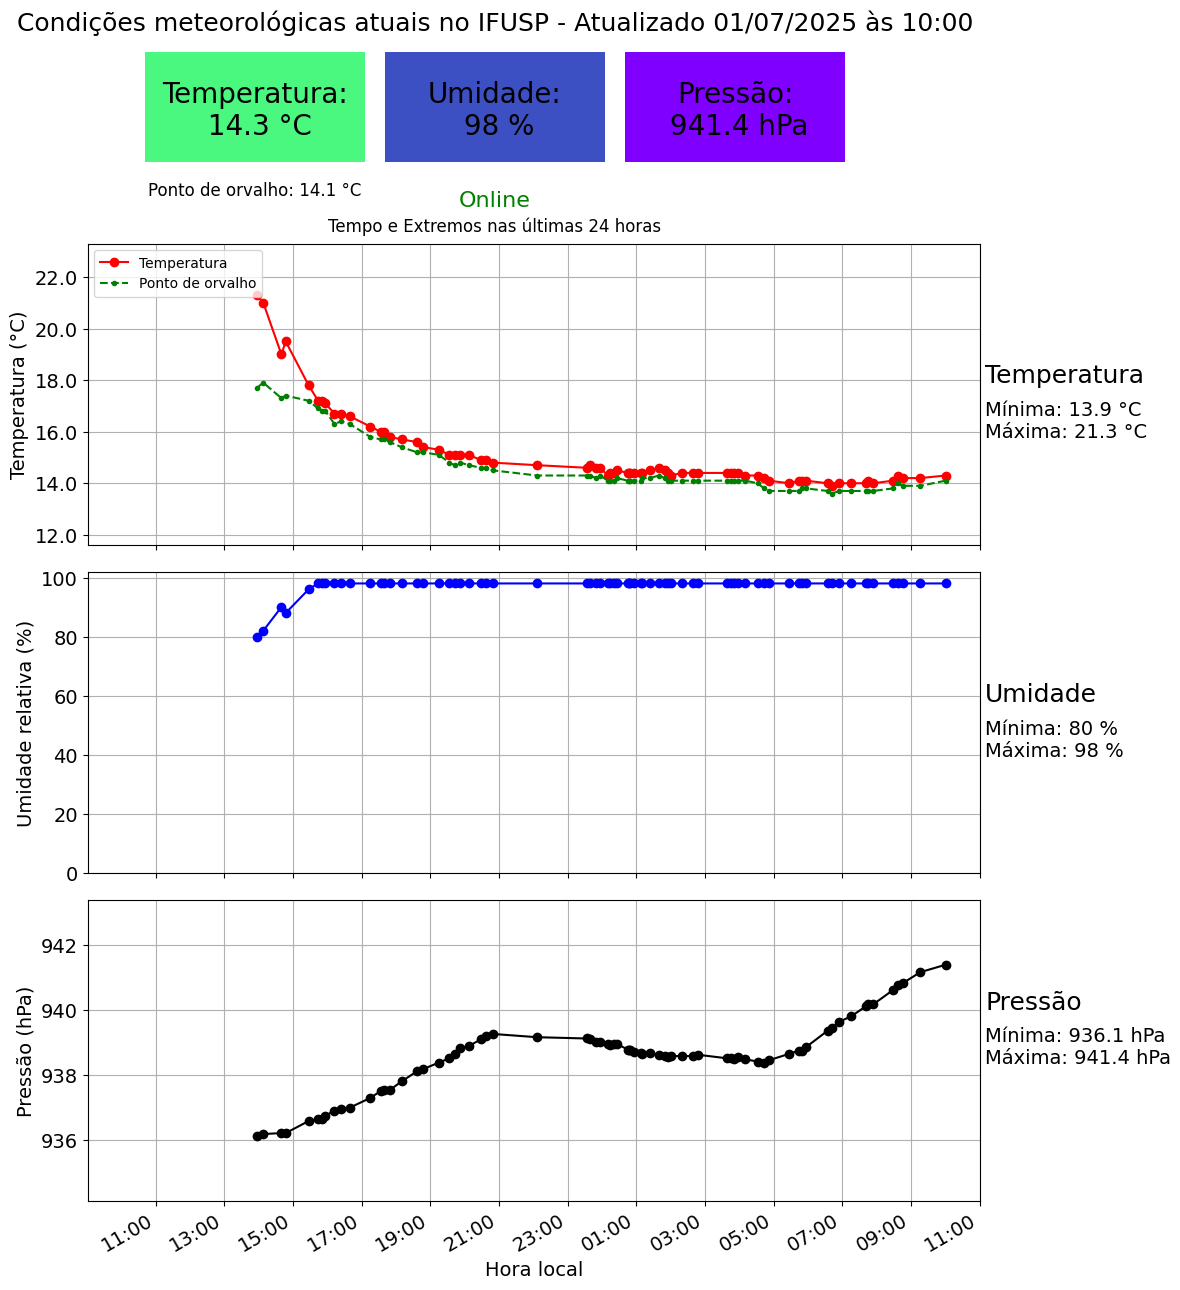 Condições meteorológicas atuais no IFUSP - Atualizado 01/07/2025 às 10:00
Temperatura:
14.3 °C
Umidade:
98 %
Pressão:
941.4 hPa
Ponto de orvalho: 14.1 °C
Online
Tempo e Extremos nas últimas 24 horas
Temperatura
Ponto de orvalho
Temperatura (°C)
22.0
20.0
18.0
16.0
14.0
12.0
Temperatura
Mínima: 13.9 °C
Máxima: 21.3 °C
Umidade relativa (%)
100
80
60
40
20
0
Umidade
Mínima: 80 %
Máxima: 98 %
Pressão (hPa)
942
940
938
936
Pressão
Mínima: 936.1 hPa
Máxima: 941.4 hPa
11:00
13:00
15:00
17:00
19:00
21:00
23:00
01:00
03:00
05:00
07:00
09:00
11:00
Hora local